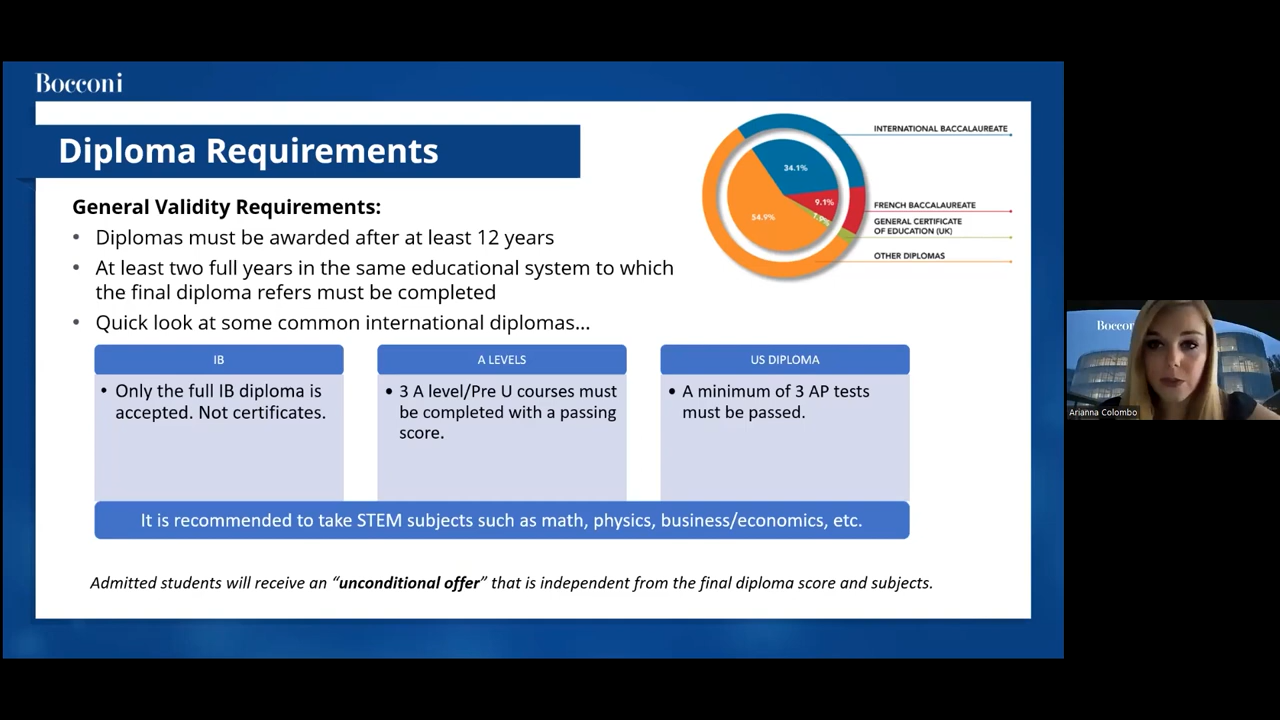 Bocconi
Diploma Requirements
General Validity Requirements:
• Diplomas must be awarded after at least 12 years
• At least two full years in the same educational system to which
the final diploma refers must be completed
• Quick look at some common international diplomas...
INTERNATIONAL BACCALAUREATE
FRENCH BACCALAUREATE
GENERAL CERTIFICATE
OF EDUCATION (UK)
OTHER DIPLOMAS
34.1%
9.1%
54.9%
IB
• Only the full IB diploma is
accepted. Not certificates.
A LEVELS
• 3 A level/Pre U courses must
be completed with a passing
score.
US DIPLOMA
• A minimum of 3 AP tests
must be passed.
It is recommended to take STEM subjects such as math, physics, business/economics, etc.
Admitted students will receive an “unconditional offer” that is independent from the final diploma score and subjects.
Bocconi
Arianna Colombo